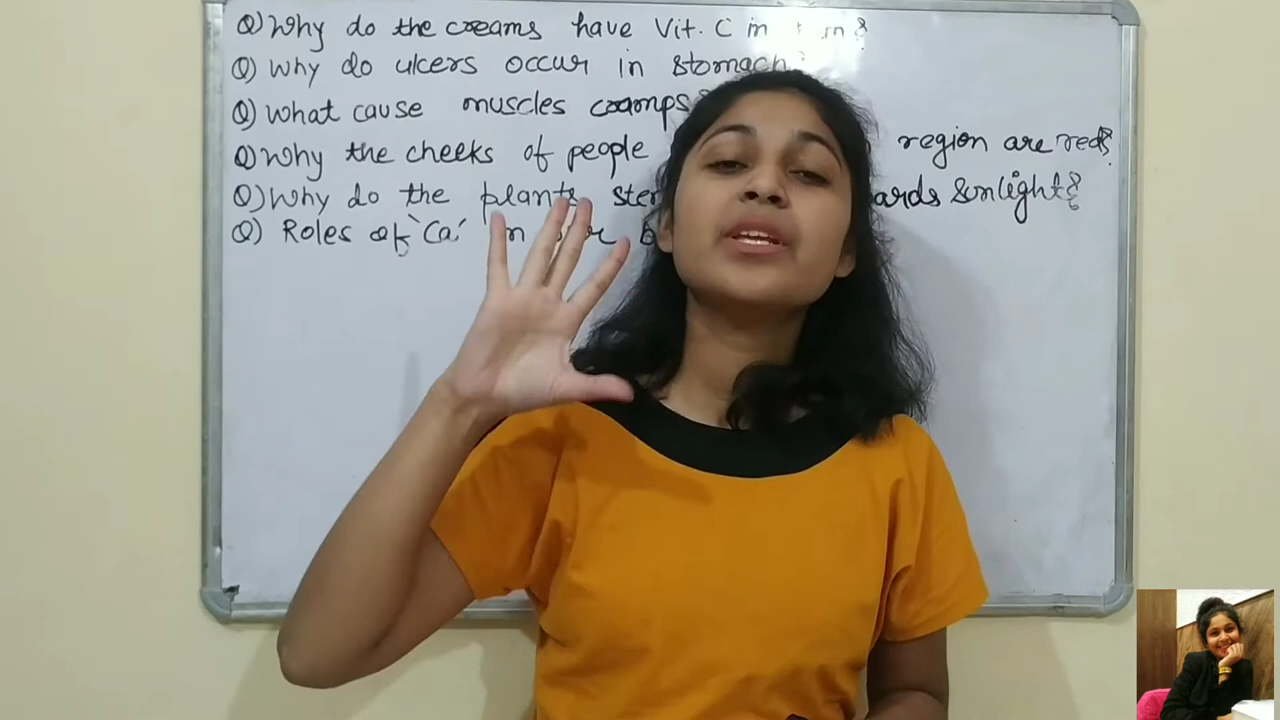 Q) Why do the creams have Vit. C in
Q) Why do ulcers occur in stomach?
Q) What cause muscles cramps?
Q) Why the cheeks of people region are red?
Q) Why do the plants sunlight?
Q) Roles of 'Ca' in